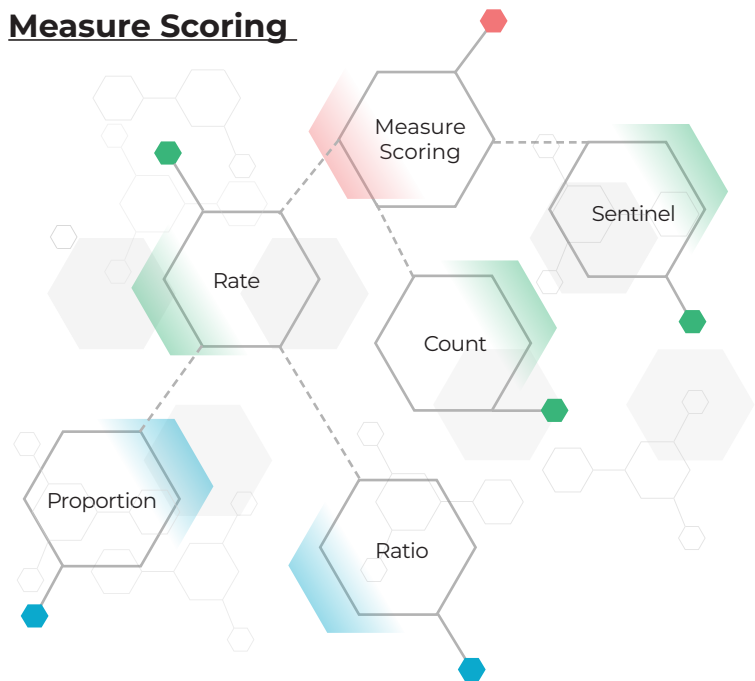 Measure Scoring
Measure
Scoring
Sentinel
Rate
Count
Proportion
Ratio